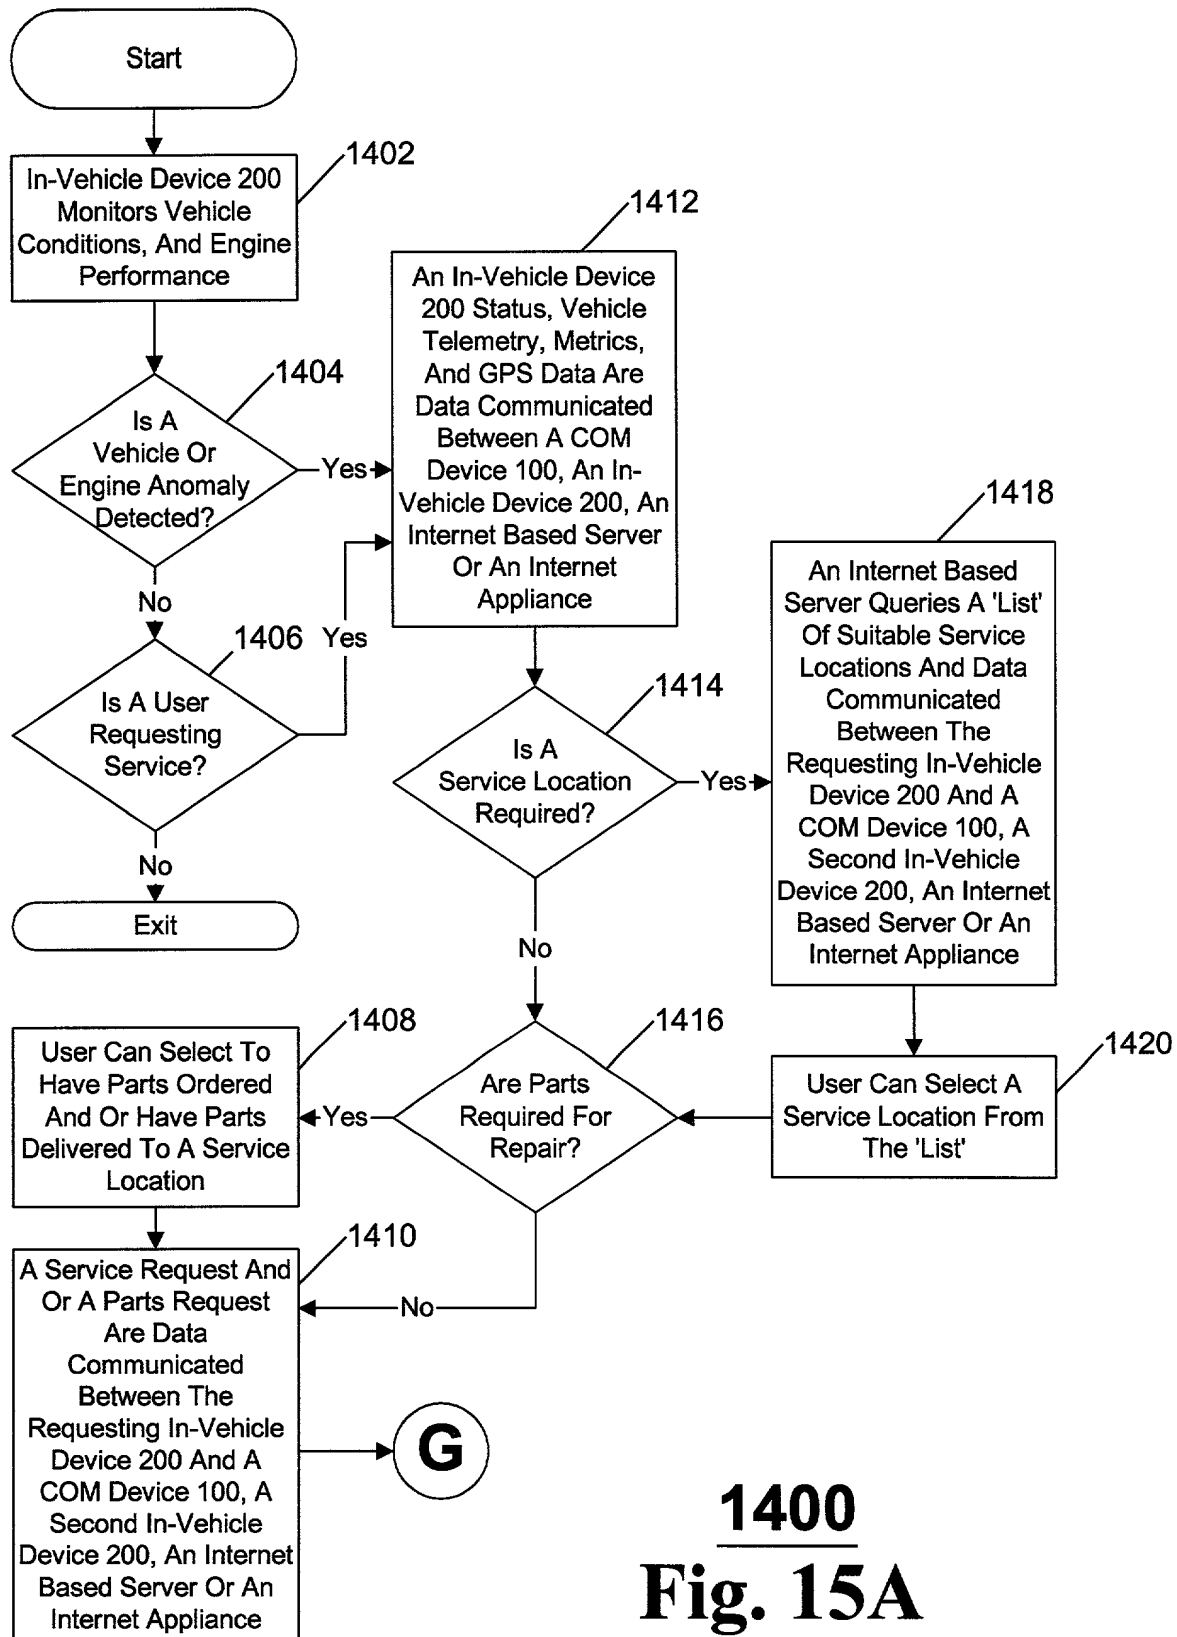 Start
1402
In-Vehicle Device 200
Monitors Vehicle
Conditions, And Engine
Performance
1404
Is A
Vehicle Or
Engine Anomaly
Detected?
Yes
No
1406
Yes
Is A User
Requesting
Service?
No
Exit
1412
An In-Vehicle Device
200 Status, Vehicle
Telemetry, Metrics,
And GPS Data Are
Data Communicated
Between A COM
Device 100, An In-
Vehicle Device 200, An
Internet Based Server
Or An Internet
Appliance
1414
Is A
Service Location
Required?
Yes
No
1418
An Internet Based
Server Queries A 'List'
Of Suitable Service
Locations And Data
Communicated
Between The
Requesting In-Vehicle
Device 200 And A
COM Device 100, A
Second In-Vehicle
Device 200, An Internet
Based Server Or An
Internet Appliance
1420
User Can Select A
Service Location From
The 'List'
1416
Are Parts
Required For
Repair?
Yes
No
1408
User Can Select To
Have Parts Ordered
And Or Have Parts
Delivered To A Service
Location
1410
A Service Request And
Or A Parts Request
Are Data
Communicated
Between The
Requesting In-Vehicle
Device 200 And A
COM Device 100, A
Second In-Vehicle
Device 200, An Internet
Based Server Or An
Internet Appliance
G
1400
Fig. 15A